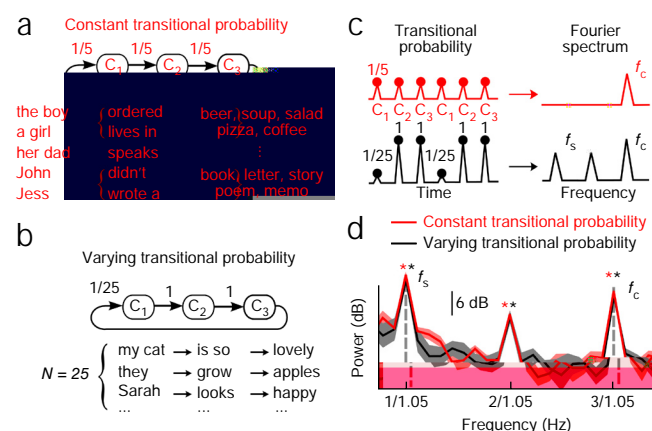 a
Constant transitional probability
1/5 1/5 1/5
C1 C2 C3
the boy ordered beer, soup, salad
a girl lives in pizza, coffee
her dad speaks ...
John didn't book, letter, story
Jess wrote a poem, memo
b
Varying transitional probability
1/25 1 1
C1 C2 C3
N = 25
my cat is so lovely
they grow apples
Sarah looks happy
... ... ...
c
Transitional probability
Fourier spectrum
1/5
C1 C2 C3 C1 C2 C3
fc
1 1
1/25 1/25
Time
fs fc
Frequency
d
Constant transitional probability
Varying transitional probability
** fs
6 dB
**
** fc
Power (dB)
1/1.05 2/1.05 3/1.05
Frequency (Hz)